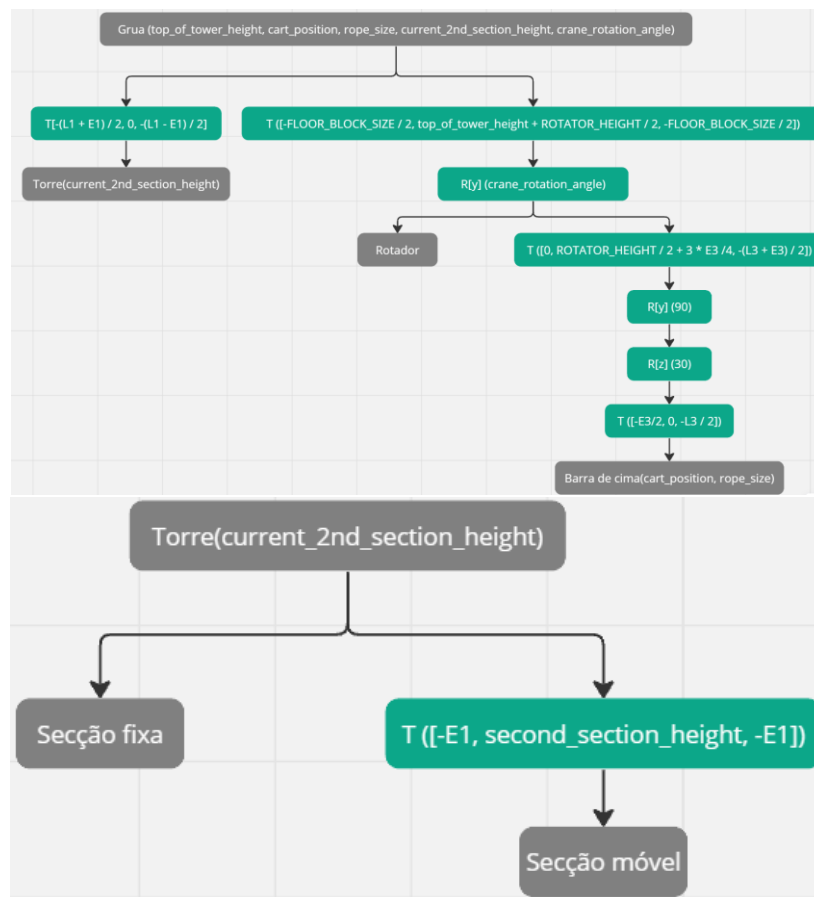 Grua (top_of_tower_height, cart_position, rope_size, current_2nd_section_height, crane_rotation_angle)
T[-(L1 + E1) / 2, 0, -(L1 - E1) / 2]
T ([-FLOOR_BLOCK_SIZE / 2, top_of_tower_height + ROTATOR_HEIGHT / 2, -FLOOR_BLOCK_SIZE / 2])
Torre(current_2nd_section_height)
R[y] (crane_rotation_angle)
Rotador
T ([0, ROTATOR_HEIGHT / 2 + 3 * E3 /4, -(L3 + E3) / 2])
R[y] (90)
R[z] (30)
T ([-E3/2, 0, -L3 / 2])
Barra de cima(cart_position, rope_size)
Torre(current_2nd_section_height)
Secção fixa
T ([-E1, second_section_height, -E1])
Secção móvel